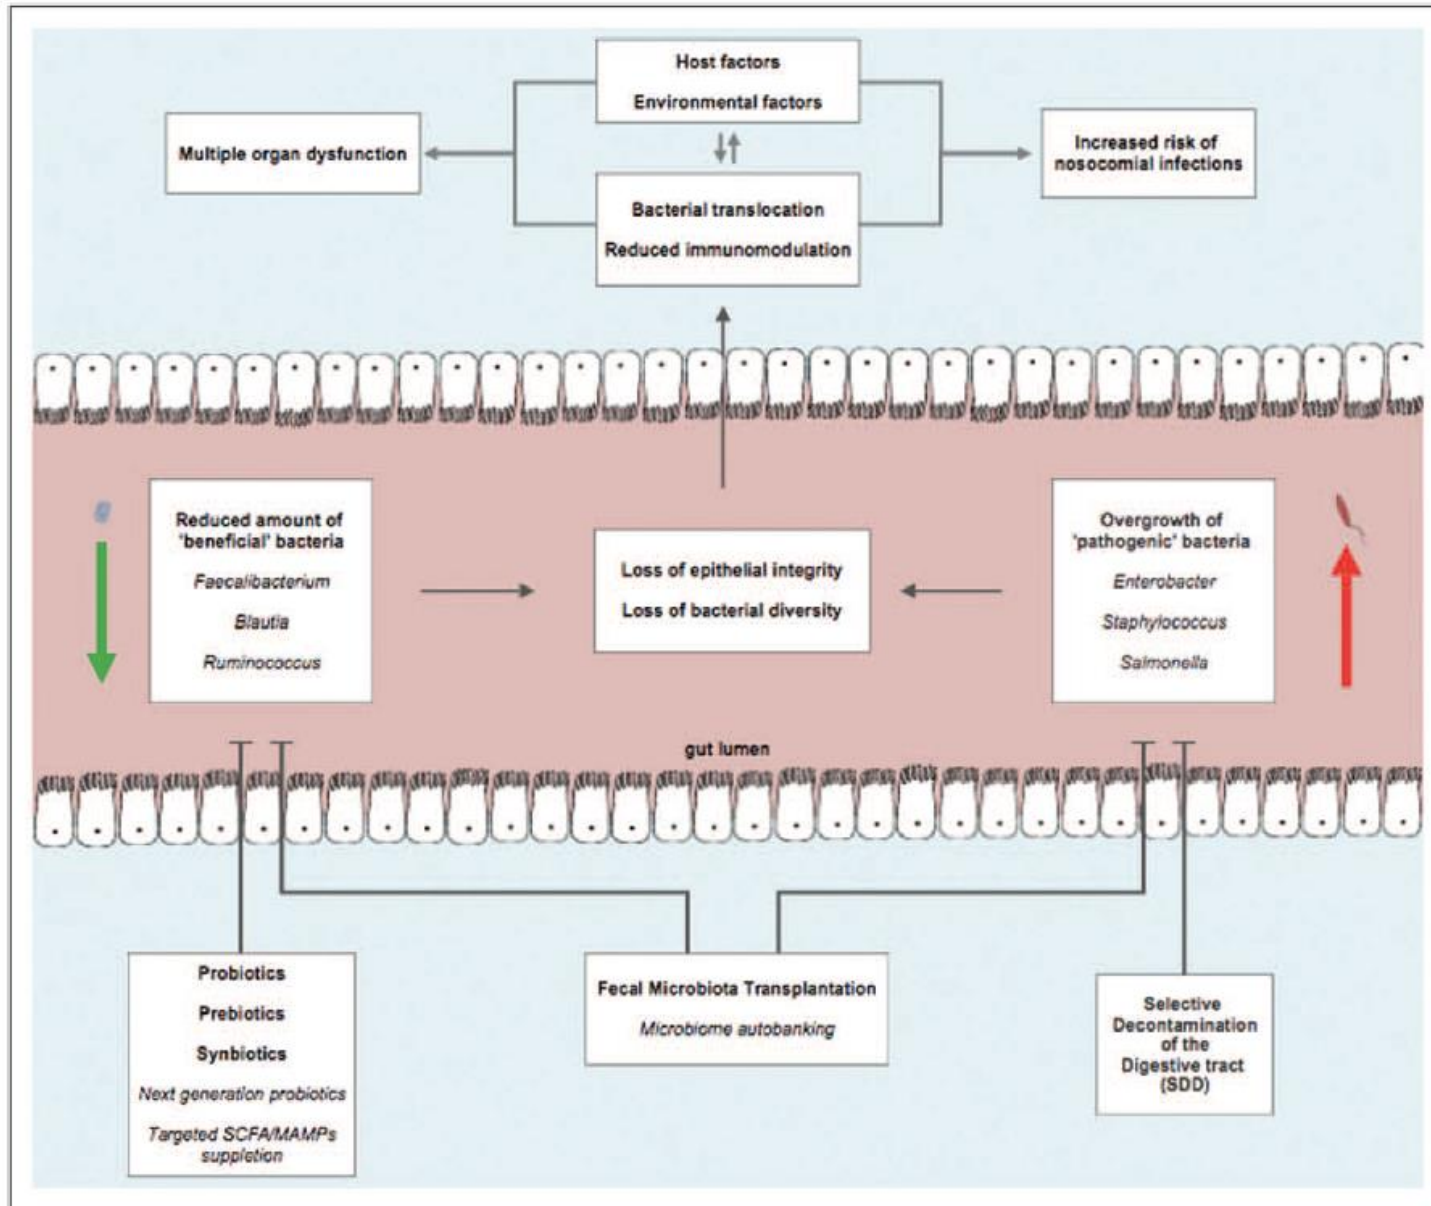 Host factors
Environmental factors
Multiple organ dysfunction
Increased risk of
nosocomial infections
Bacterial translocation
Reduced immunomodulation
Reduced amount of
'beneficial' bacteria
Faecalibacterium
Blautia
Ruminococcus
Loss of epithelial integrity
Loss of bacterial diversity
Overgrowth of
'pathogenic' bacteria
Enterobacter
Staphylococcus
Salmonella
gut lumen
Probiotics
Prebiotics
Synbiotics
Next generation probiotics
Targeted SCFA/MAMPs
suppletion
Fecal Microbiota Transplantation
Microbiome autobanking
Selective
Decontamination
of the
Digestive tract
(SDD)